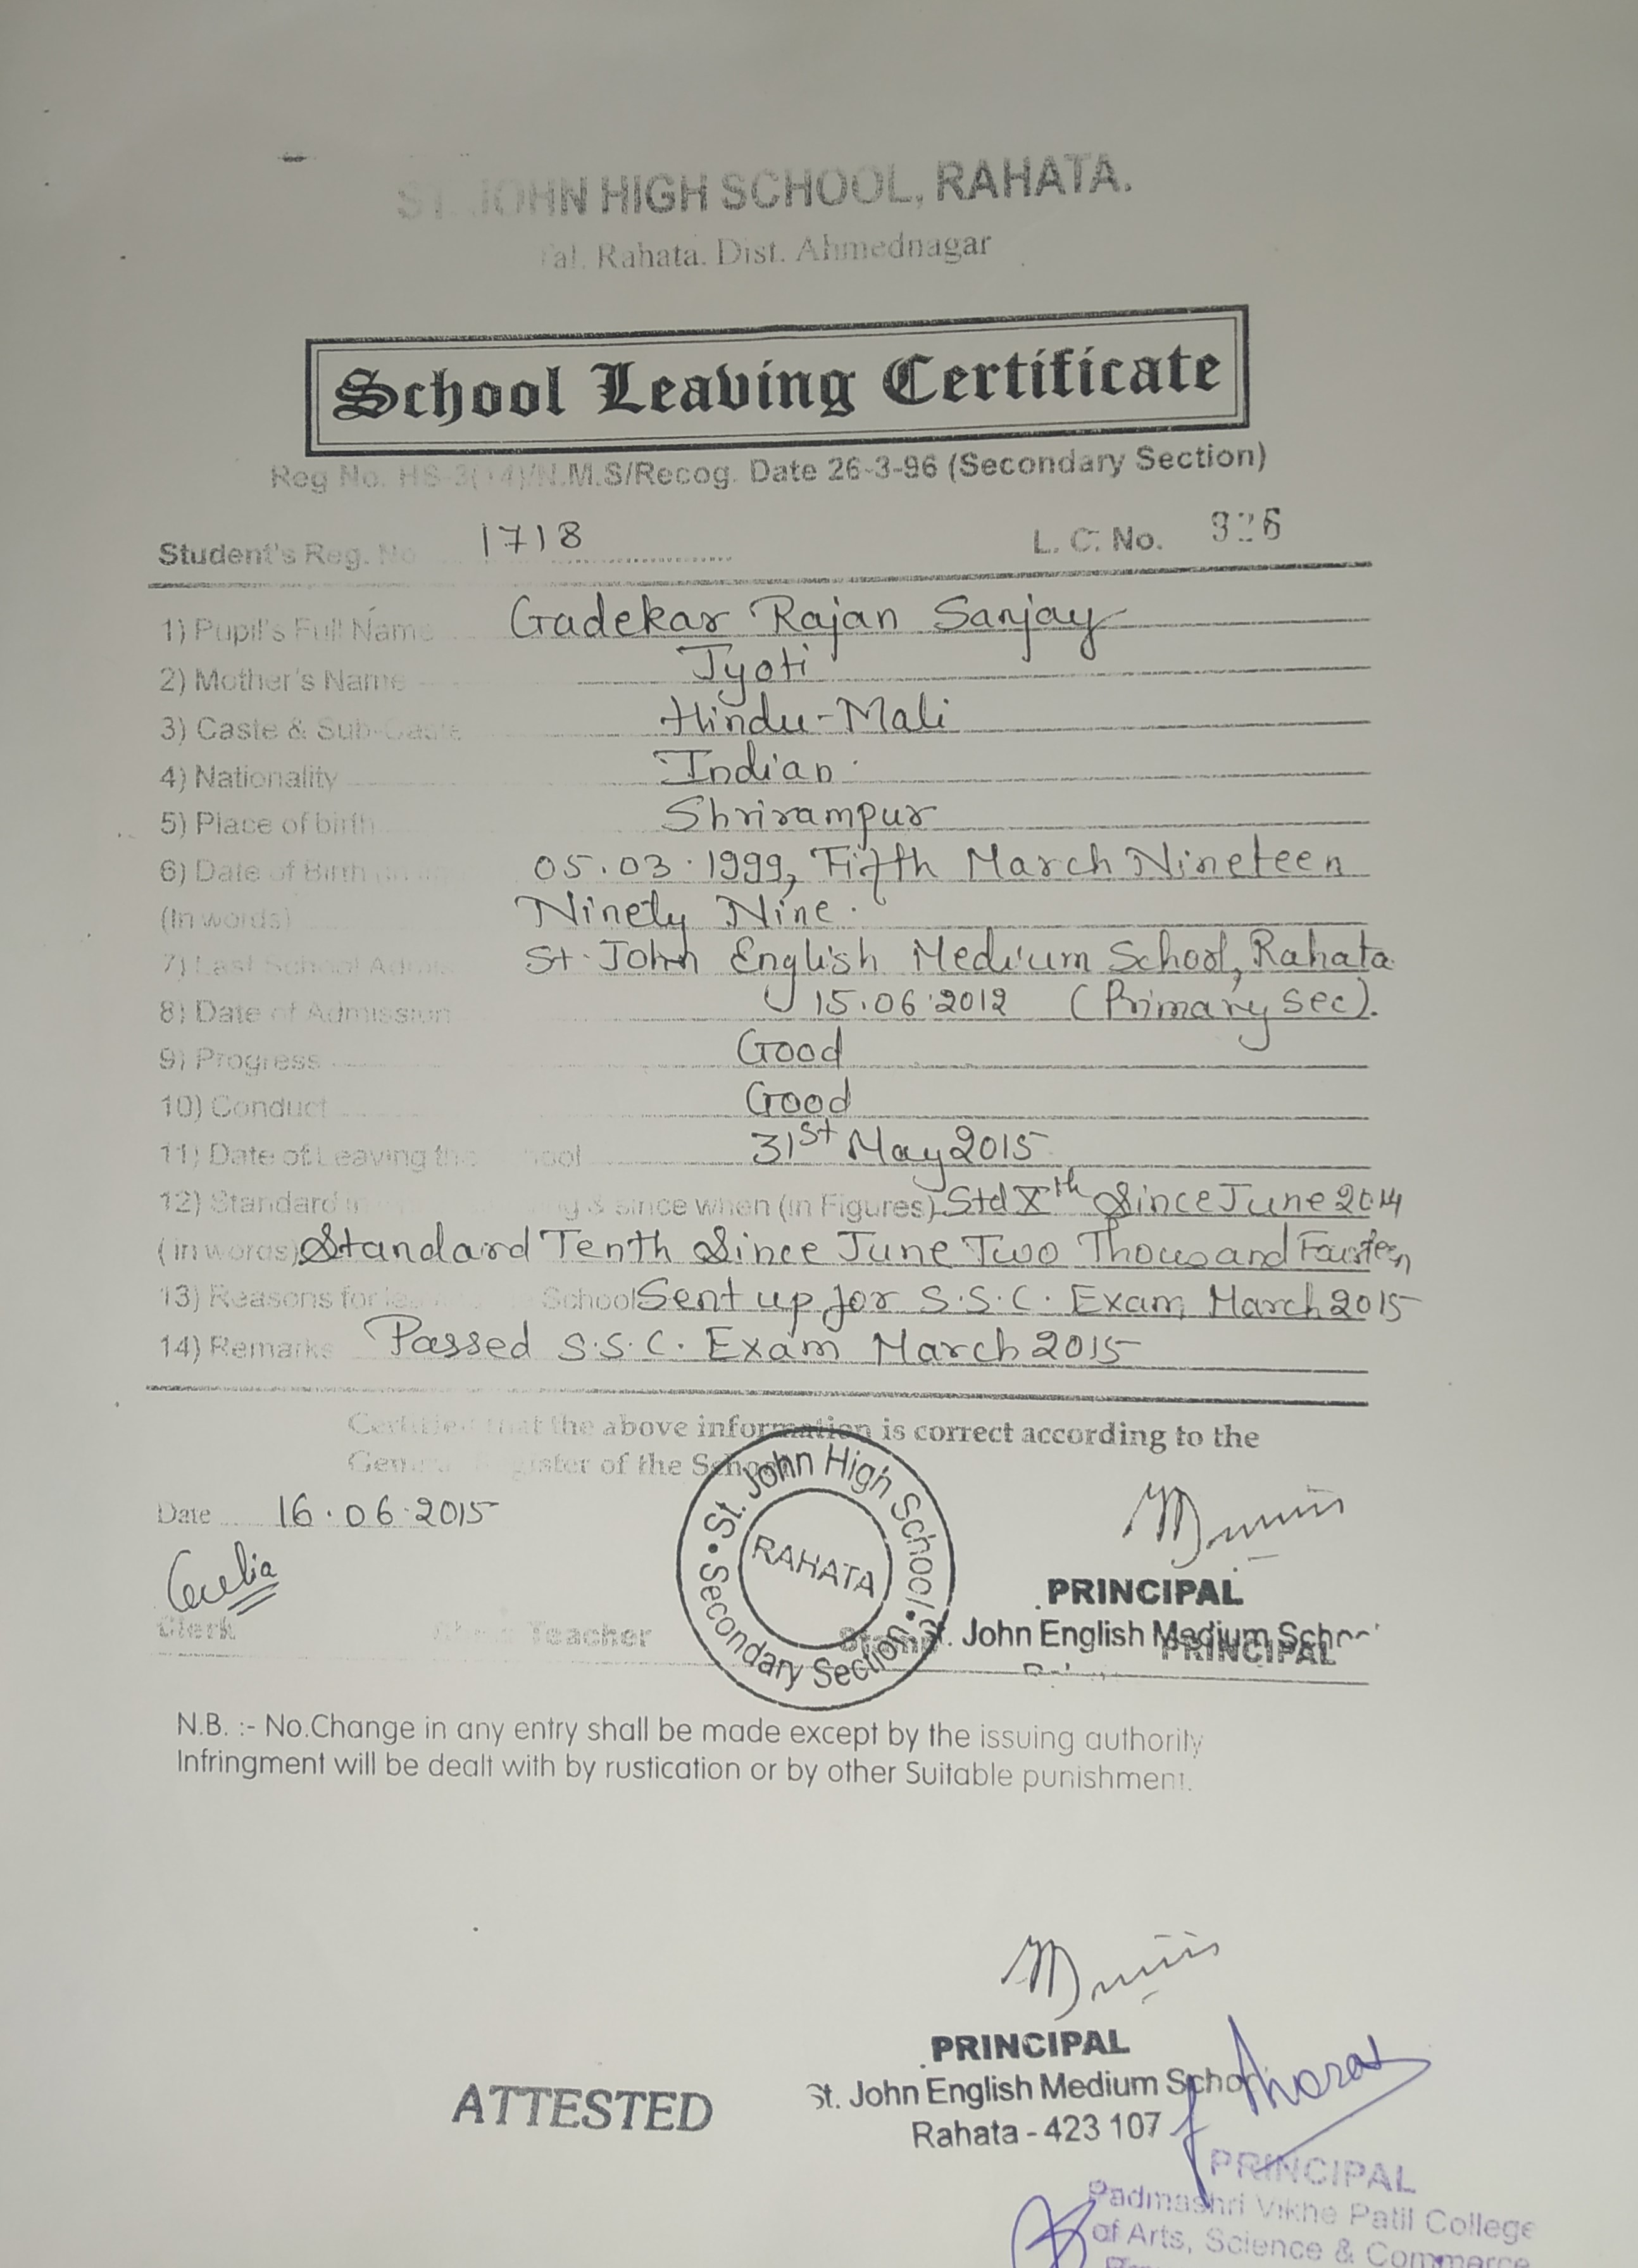 ST. JOHN HIGH SCHOOL, RAHATA.
Tal. Rahata. Dist. Ahmednagar
School Leaving Certificate
Reg No. HS-3(14)/N.M.S/Recog. Date 26-3-96 (Secondary Section)
Student's Reg. No 1718 L. C. No. 926
1) Pupil's Full Name Gadekar Rajan Sanjay
2) Mother's Name Jyoti
3) Caste & Sub-Caste Hindu-Mali
4) Nationality Indian.
5) Place of birth Shrirampur
6) Date of Birth 05.03.1999, Fifth March Nineteen
(In words) Ninety Nine.
7) Last School St. John English Medium School, Rahata
8) Date of Admission 15.06.2012 (Primary Sec).
9) Progress Good
10) Conduct Good
11) Date of Leaving the School 31st May 2015
12) Standard & since when (in Figures) Std Xth Since June 2014
(in words) Standard Tenth Since June Two Thousand Fourteen
13) Reasons for School Sent up for S.S.C. Exam March 2015
14) Remarks Passed S.S.C. Exam March 2015
Certified that the above information is correct according to the
General Register of the School
Date 16.06.2015
St. John High School
Secondary Section
RAHATA
PRINCIPAL
Clerk Teacher Stamp St. John English Medium School
PRINCIPAL
N.B. :- No.Change in any entry shall be made except by the issuing authority
Infringment will be dealt with by rustication or by other Suitable punishment.
PRINCIPAL
ATTESTED St. John English Medium School
Rahata - 423 107
PRINCIPAL
Padmashri Vikhe Patil College
of Arts, Science & Commerce